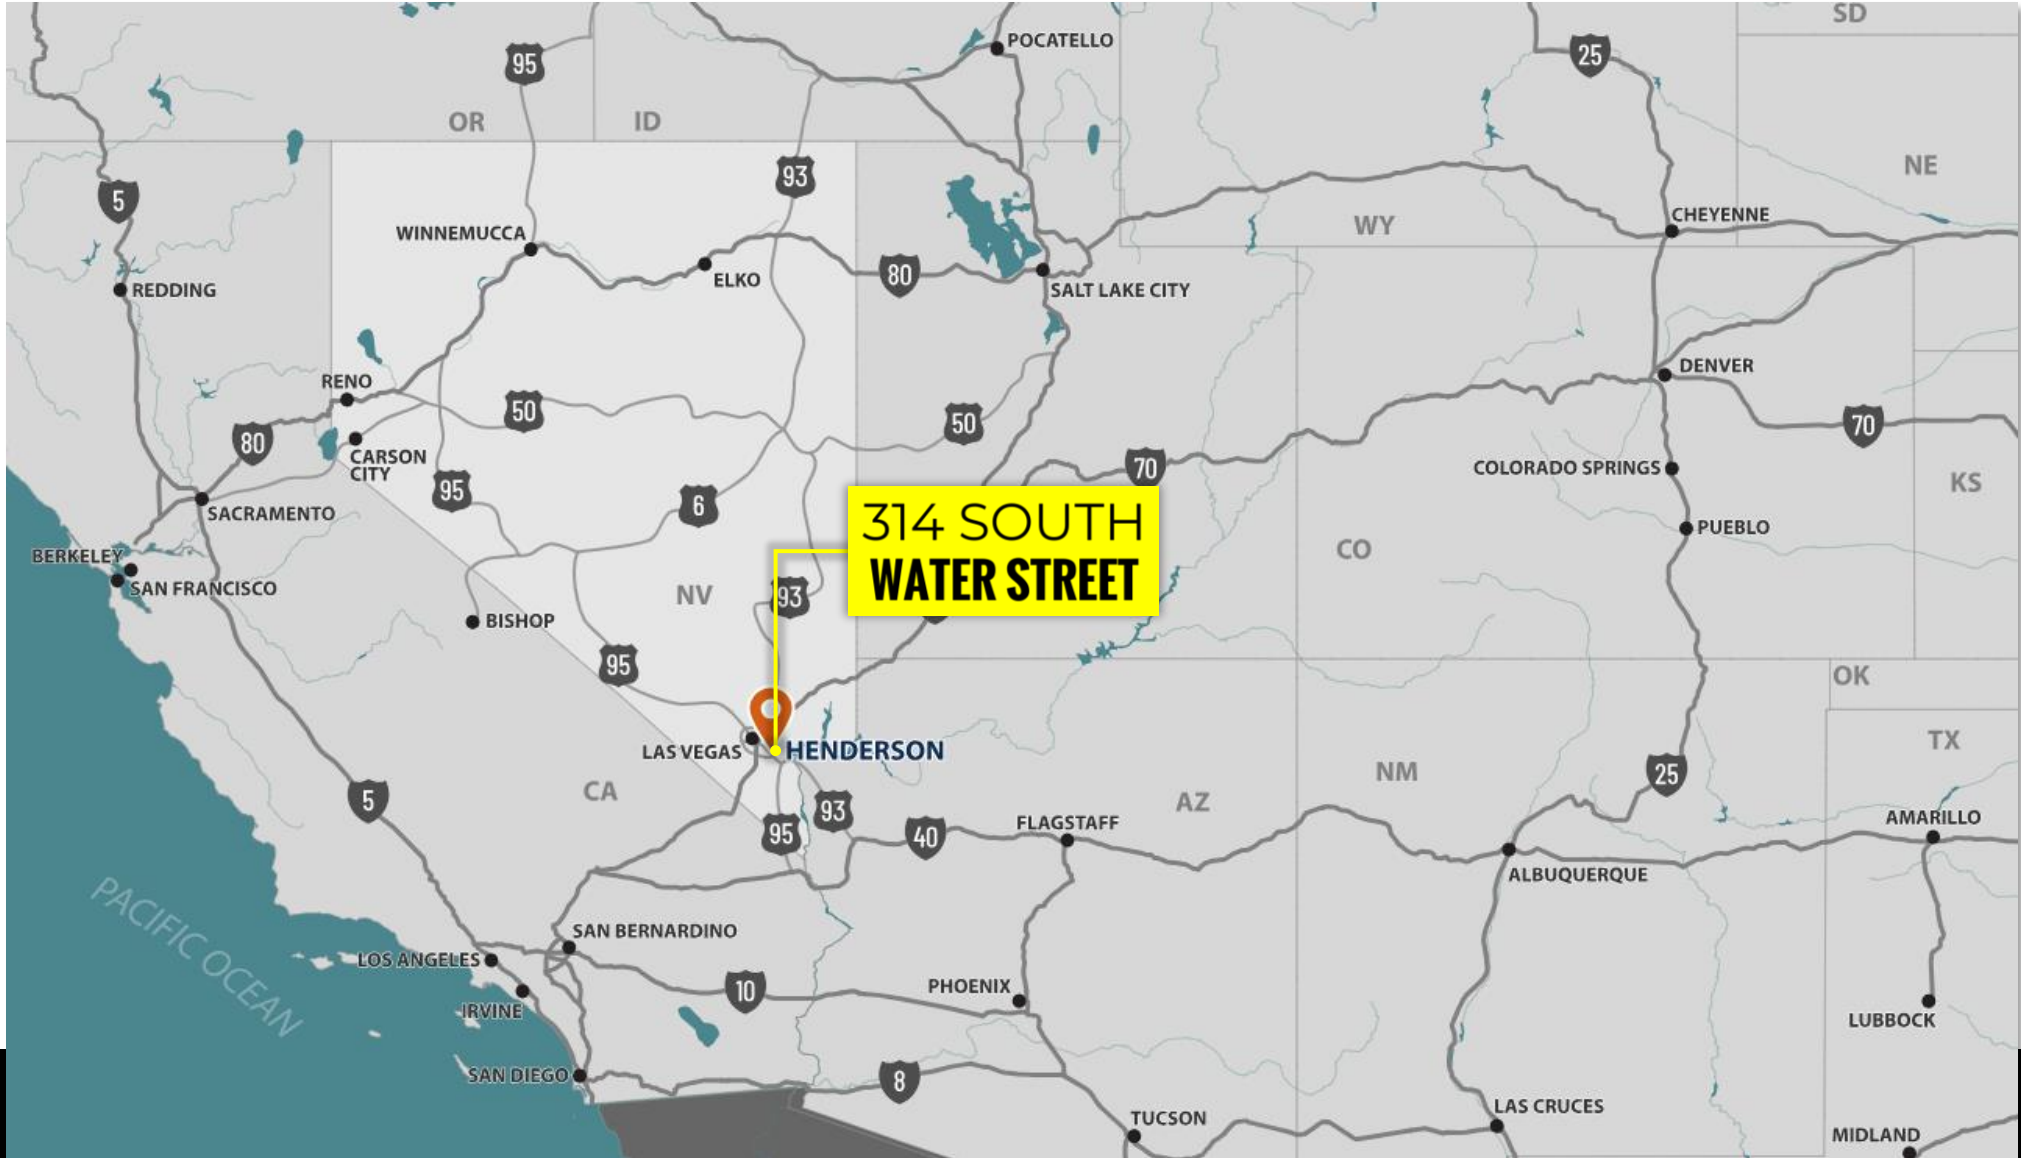 SD
POCATELLO
95
25
OR
ID
NE
93
5
CHEYENNE
WY
WINNEMUCCA
80
ELKO
REDDING
SALT LAKE CITY
DENVER
RENO
50
50
70
80
CARSON
CITY
70
COLORADO SPRINGS
95
KS
6
SACRAMENTO
314 SOUTH
WATER STREET
PUEBLO
BERKELEY
CO
SAN FRANCISCO
NV
93
BISHOP
95
OK
LAS VEGAS
HENDERSON
TX
NM
25
CA
5
AZ
93
95
40
FLAGSTAFF
AMARILLO
ALBUQUERQUE
PACIFIC OCEAN
SAN BERNARDINO
LOS ANGELES
10
PHOENIX
IRVINE
LUBBOCK
SAN DIEGO
8
LAS CRUCES
TUCSON
MIDLAND